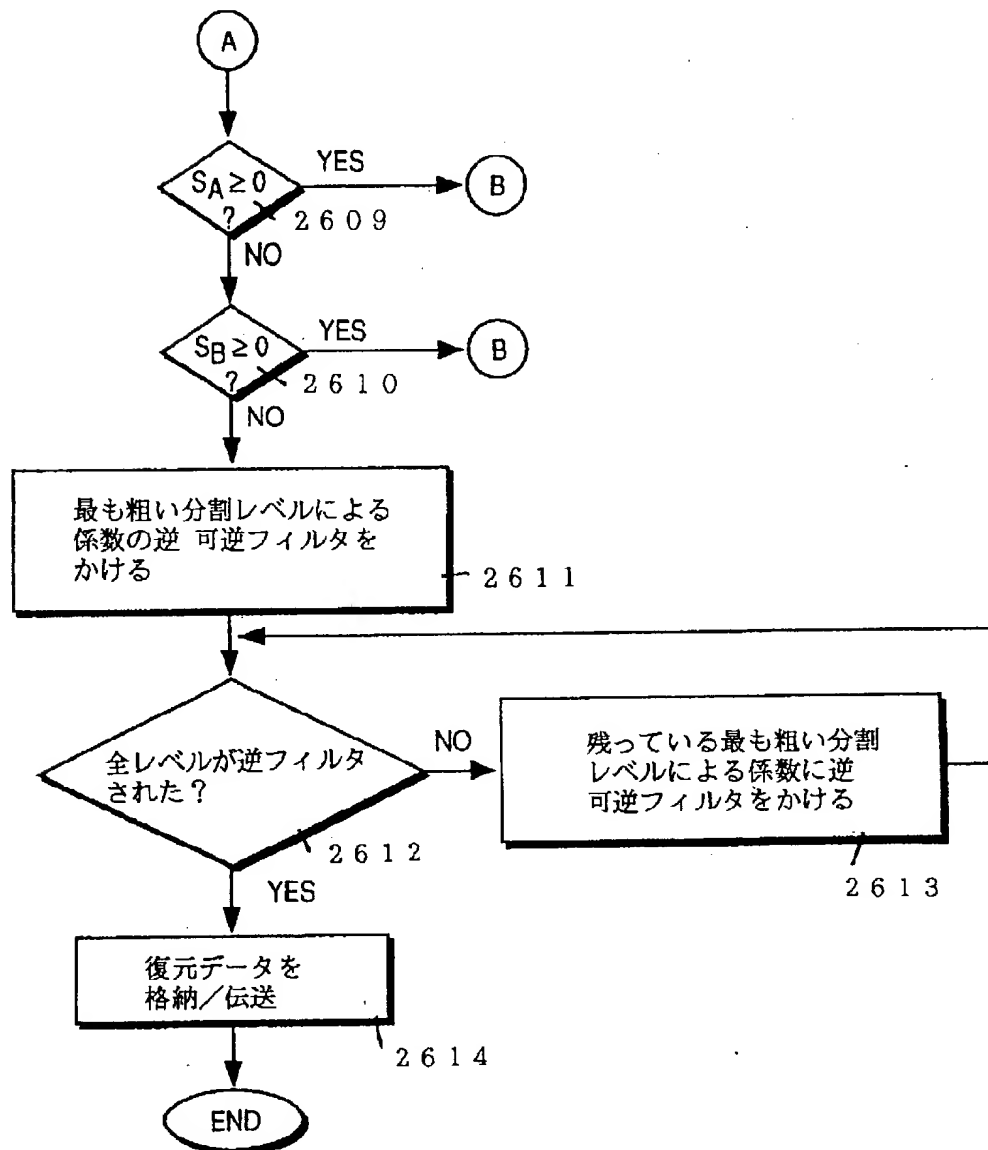 A
SA≥0
?
YES
B
2609
NO
SB≥0
?
YES
B
2610
NO
最も粗い分割レベルによる
係数の逆 可逆フィルタを
かける
2611
全レベルが逆フィルタ
された?
NO
2612
YES
残っている最も粗い分割
レベルによる係数に逆
可逆フィルタをかける
2613
復元データを
格納/伝送
2614
END